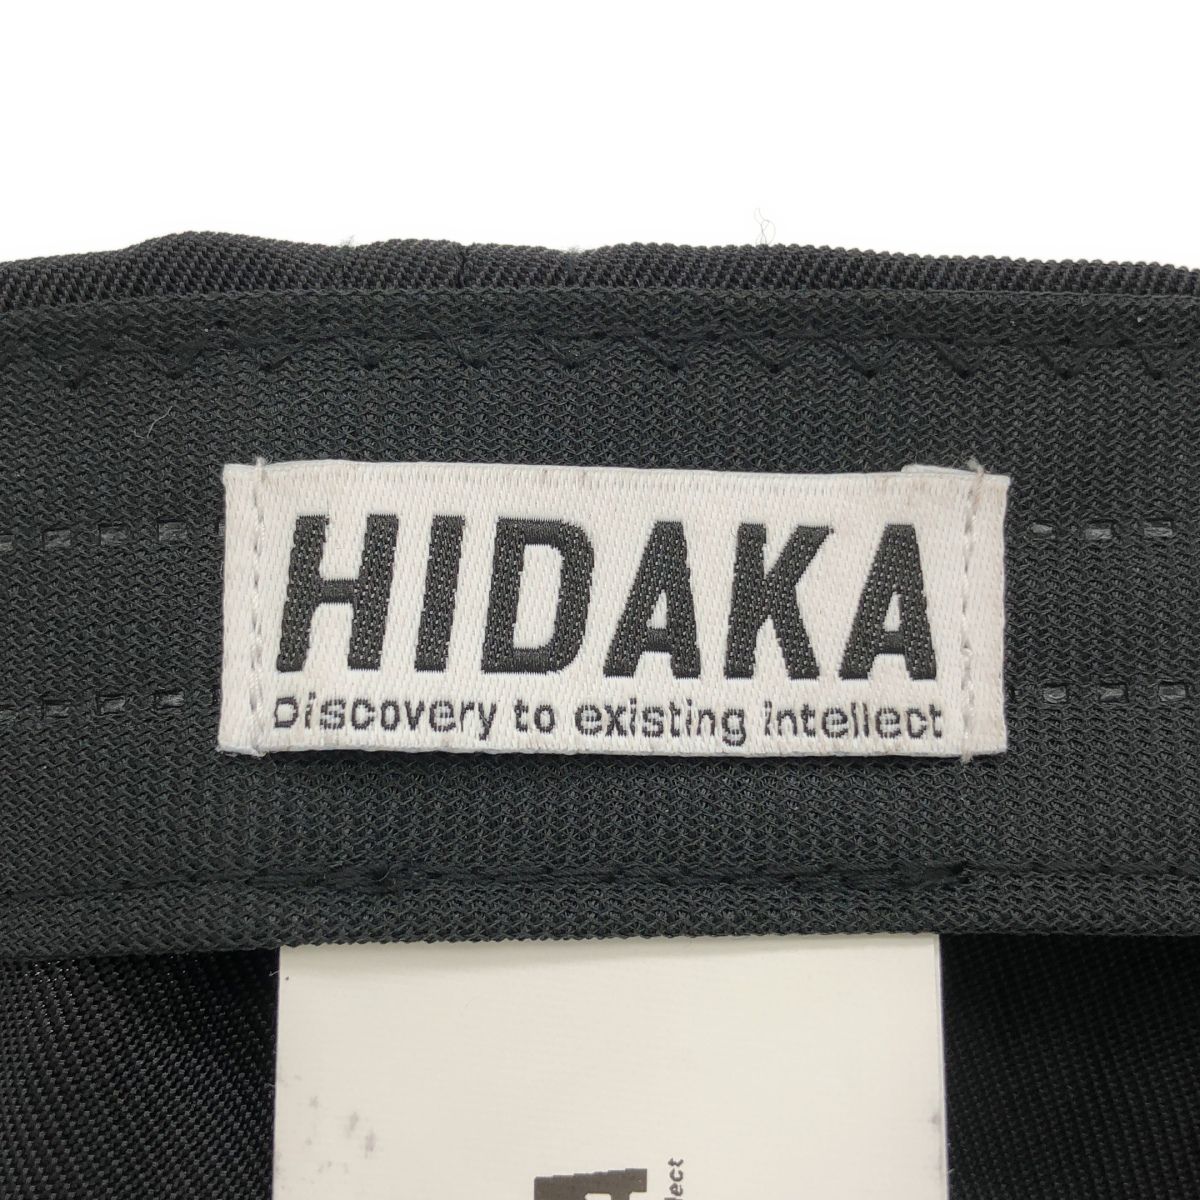 HIDAKA
Discovery to existing intellect
A